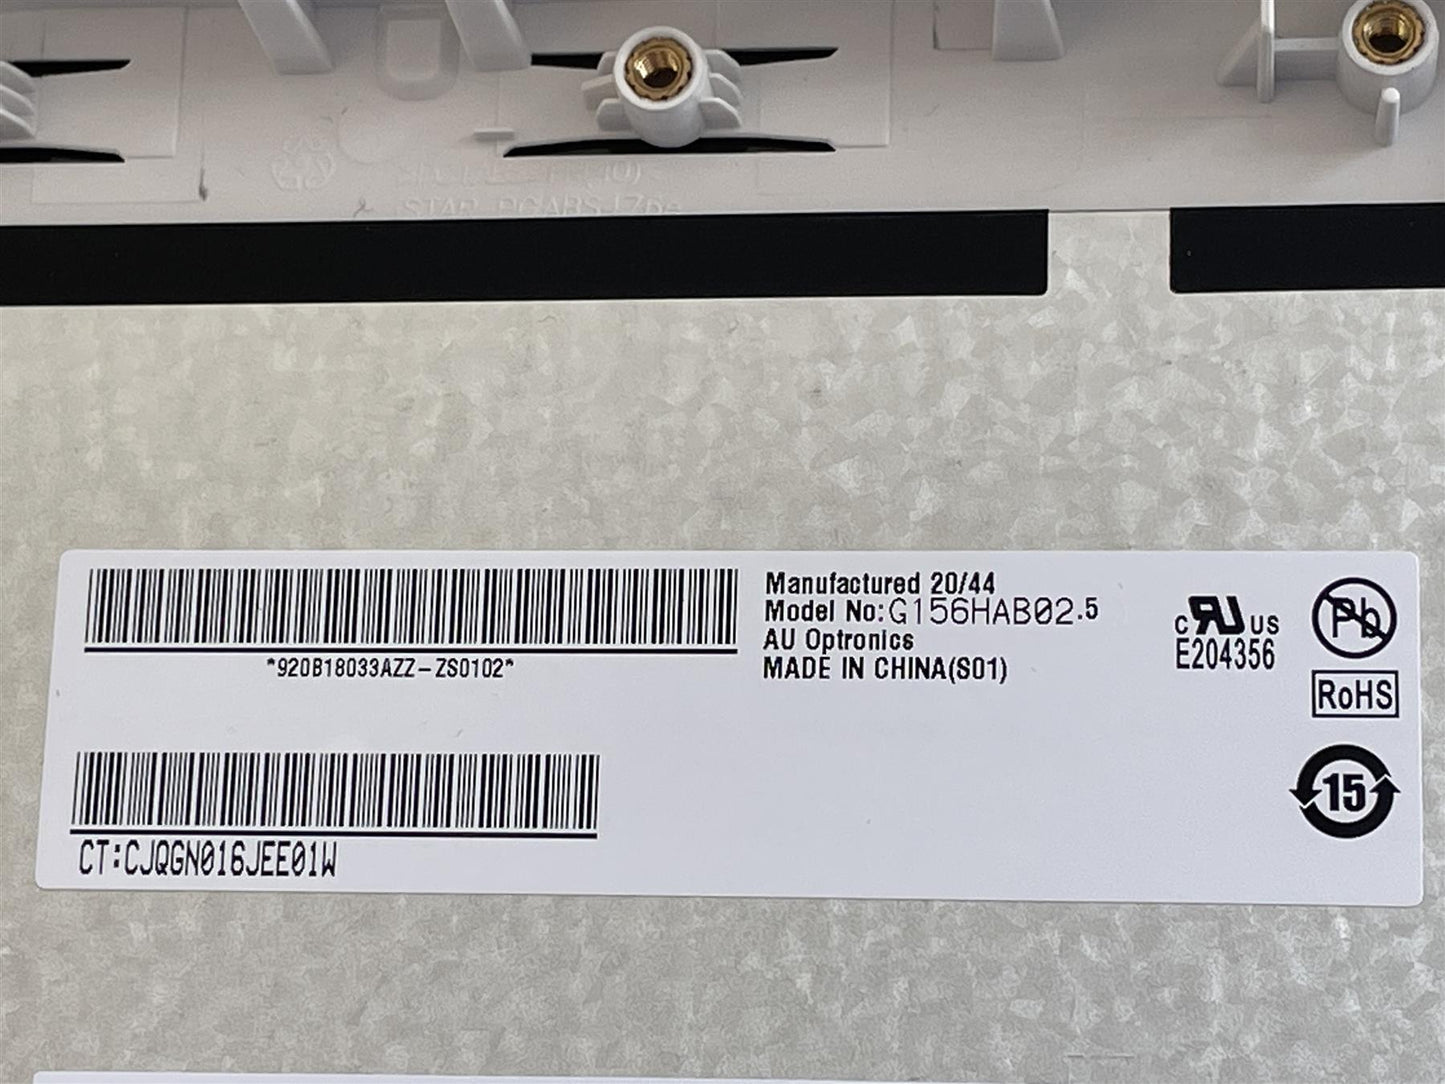 Manufactured 20/44
Model No:G156HAB02.5
AU Optronics
MADE IN CHINA(S01)
*920B18033AZZ-ZS0102*
c RU US
E204356
Pb
RoHS
15
CT:CJQGN016JEE01W